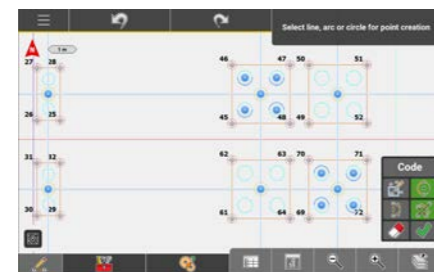 Select line, arc or circle for point creation
N
1 m
27 28 46 47 50 51
26 25 45 48 49 52
31 32 62 63 70 71
30 29 61 64 69 72
Code